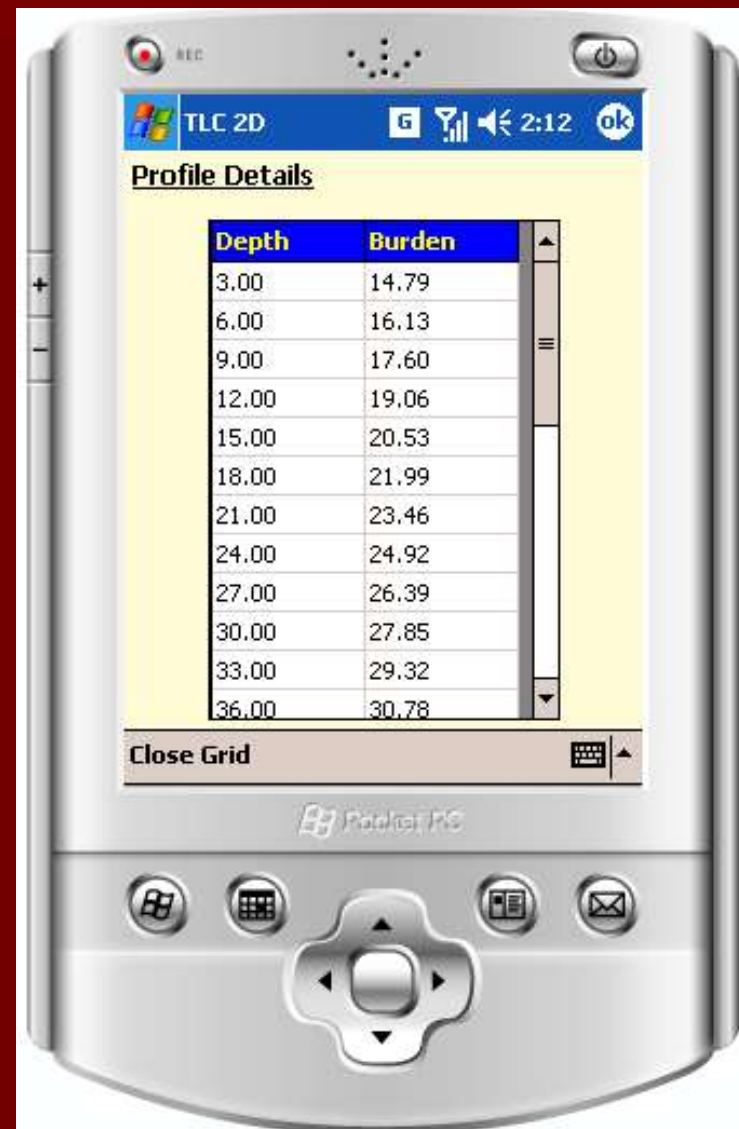 REC
TLC 2D G 2:12 ok
Profile Details
Depth Burden
3.00 14.79
6.00 16.13
9.00 17.60
12.00 19.06
15.00 20.53
18.00 21.99
21.00 23.46
24.00 24.92
27.00 26.39
30.00 27.85
33.00 29.32
36.00 30.78
Close Grid
Pocket PC